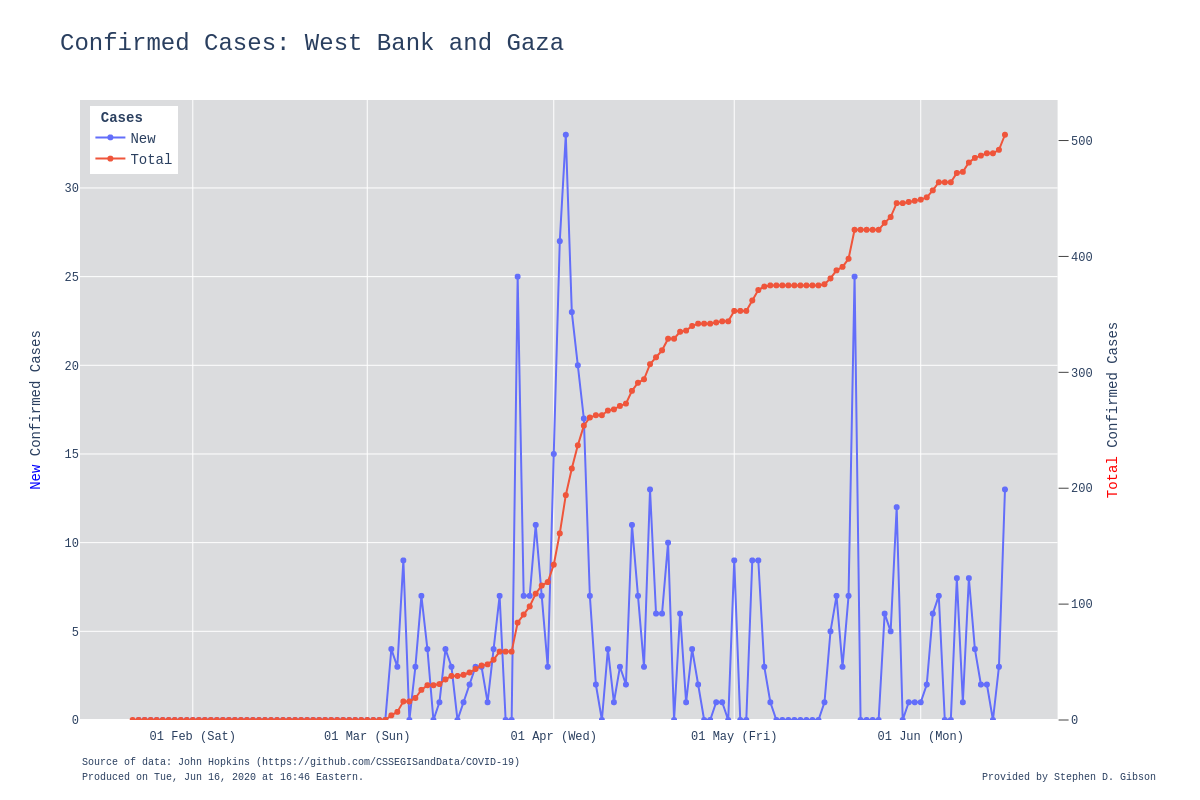 Confirmed Cases: West Bank and Gaza
Cases
New
Total
30
25
20
15
10
5
0
500
400
300
200
100
0
New Confirmed Cases
Total Confirmed Cases
01 Feb (Sat)
01 Mar (Sun)
01 Apr (Wed)
01 May (Fri)
01 Jun (Mon)
Source of data: John Hopkins (https://github.com/CSSEGISandData/COVID-19)
Produced on Tue, Jun 16, 2020 at 16:46 Eastern.
Provided by Stephen D. Gibson